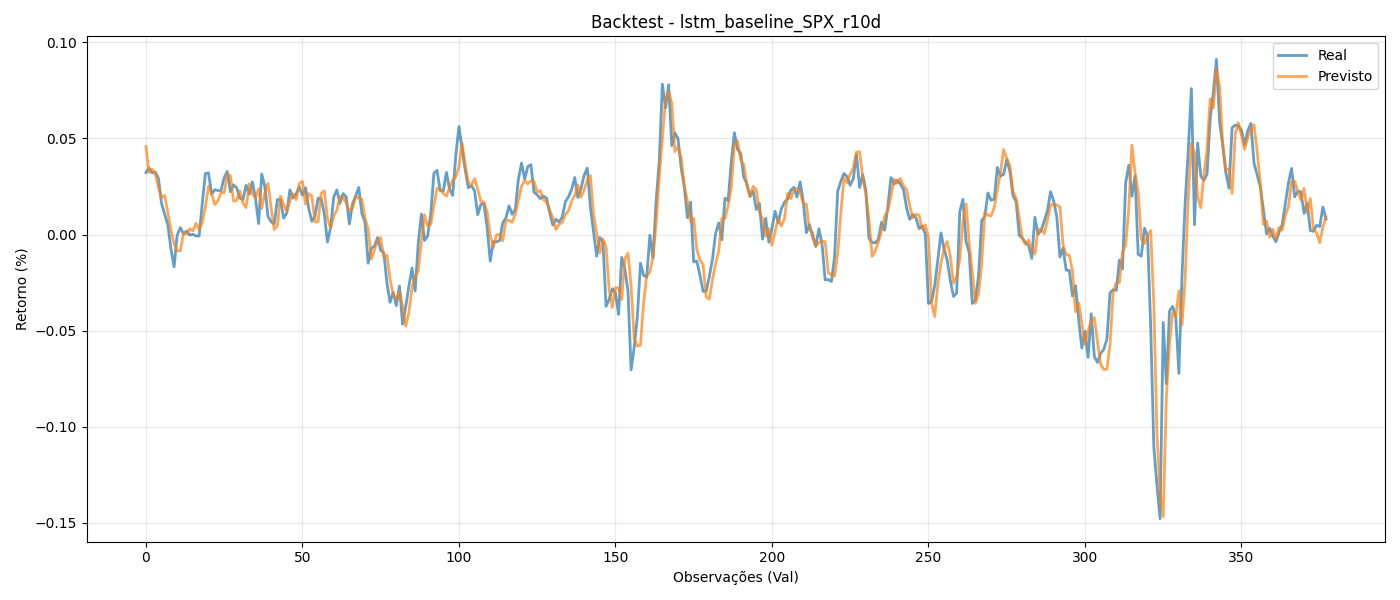 Backtest - lstm_baseline_SPX_r10d
Real
Previsto
Retorno (%)
0.10
0.05
0.00
−0.05
−0.10
−0.15
0 50 100 150 200 250 300 350
Observações (Val)